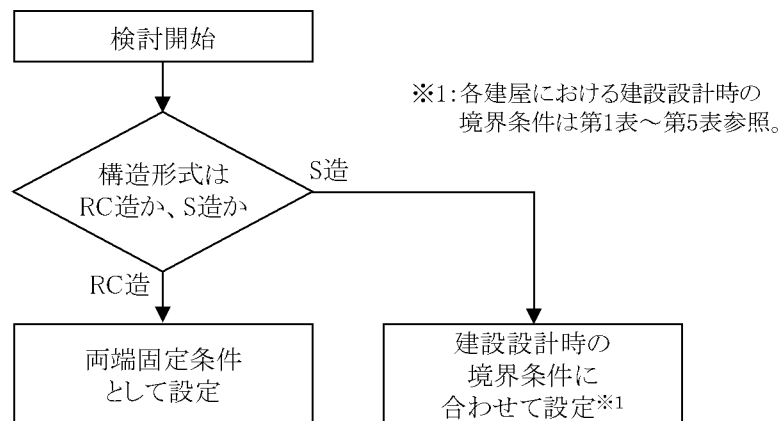 検討開始
※1:各建屋における建設設計時の
境界条件は第1表～第5表参照。
構造形式は
RC造か、S造か
S造
RC造
両端固定条件
として設定
建設設計時の
境界条件に
合わせて設定※1